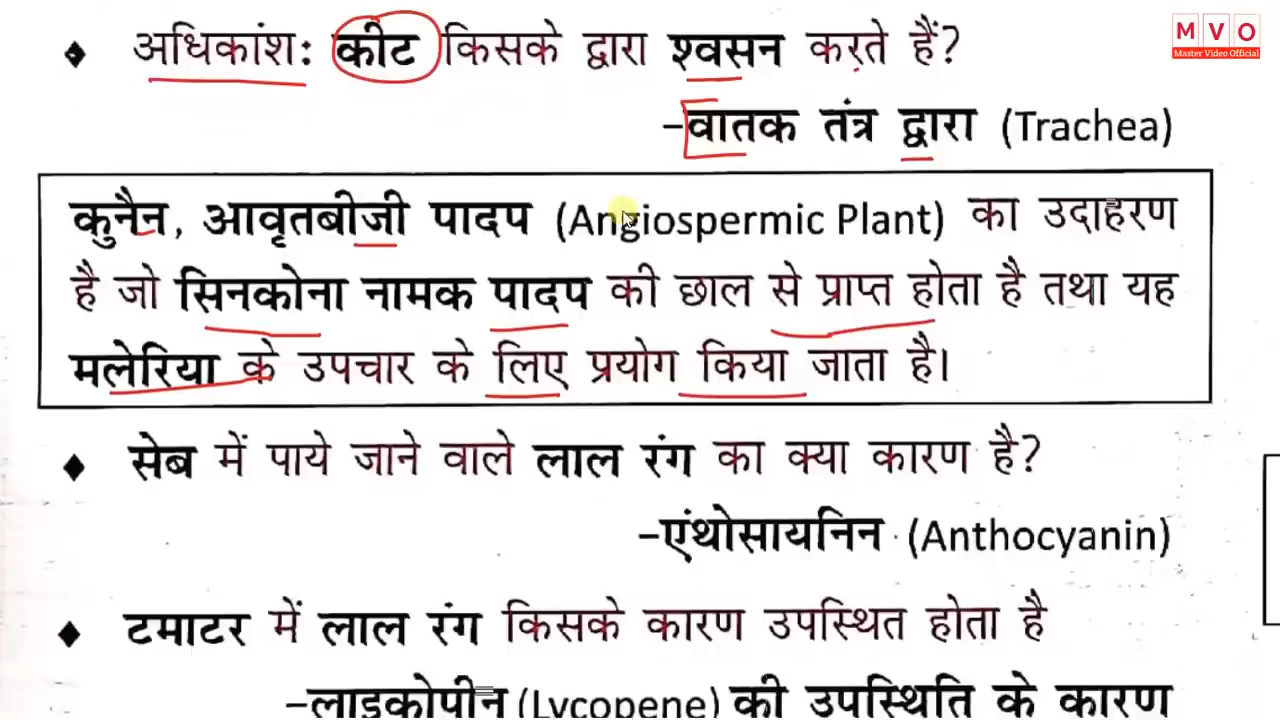 M V O
Master Video Official
♦ अधिकांश: कीट किसके द्वारा श्वसन करते हैं?
–वातक तंत्र द्वारा (Trachea)
कुनैन, आवृतबीजी पादप (Angiospermic Plant) का उदाहरण
है जो सिनकोना नामक पादप की छाल से प्राप्त होता है तथा यह
मलेरिया के उपचार के लिए प्रयोग किया जाता है।
♦ सेब में पाये जाने वाले लाल रंग का क्या कारण है?
–एंथोसायनिन (Anthocyanin)
♦ टमाटर में लाल रंग किसके कारण उपस्थित होता है
–लाइकोपीन (Lycopene) की उपस्थिति के कारण